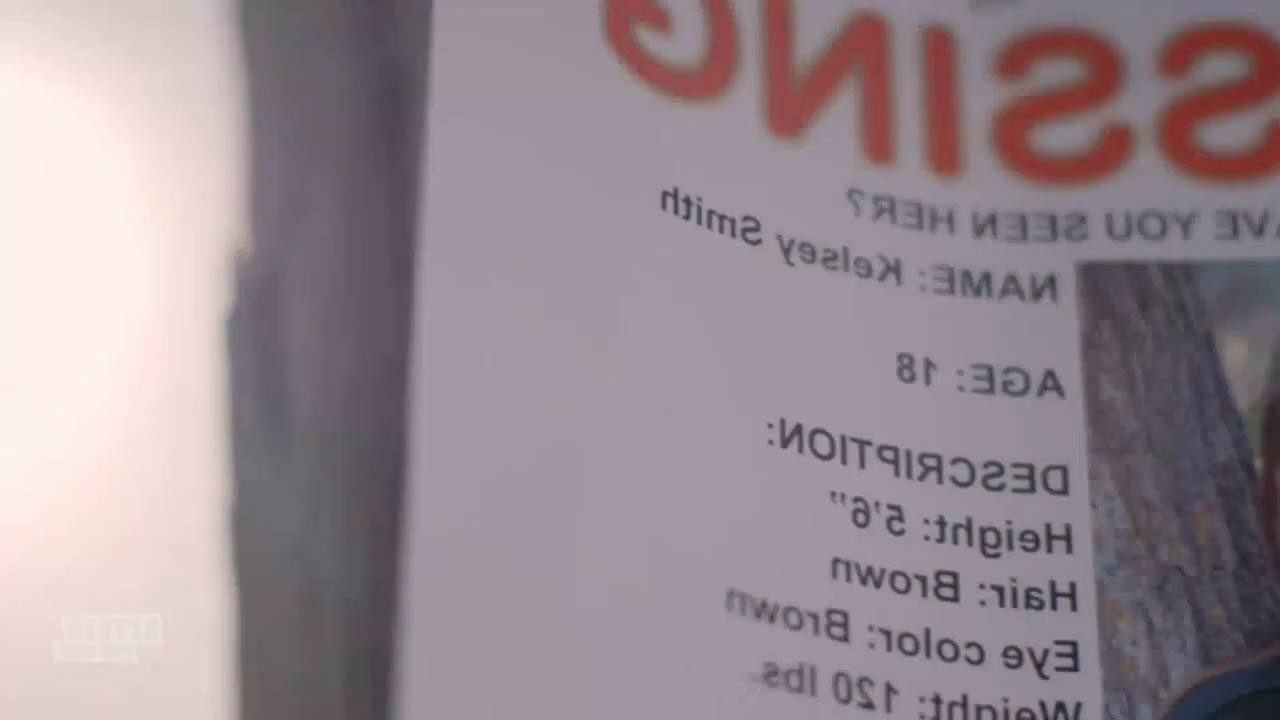 SSING
AVE YOU SEEN HER?
NAME: Kelsey Smith
AGE: 18
DESCRIPTION:
Height: 5'6"
Hair: Brown
Eye color: Brown
Weight: 120 lbs.